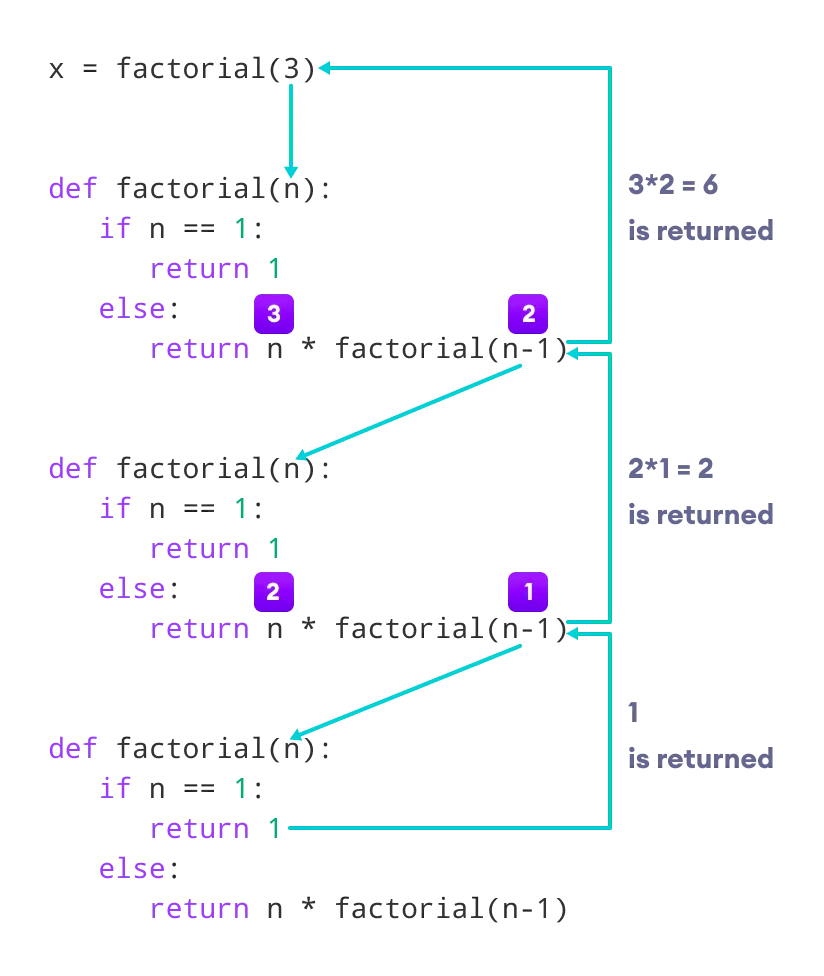 x = factorial(3)
def factorial(n):
3*2 = 6
if n == 1:
is returned
return 1
else:
3 2
return n * factorial(n-1)
def factorial(n):
2*1 = 2
if n == 1:
is returned
return 1
else:
2 1
return n * factorial(n-1)
1
def factorial(n):
is returned
if n == 1:
return 1
else:
return n * factorial(n-1)